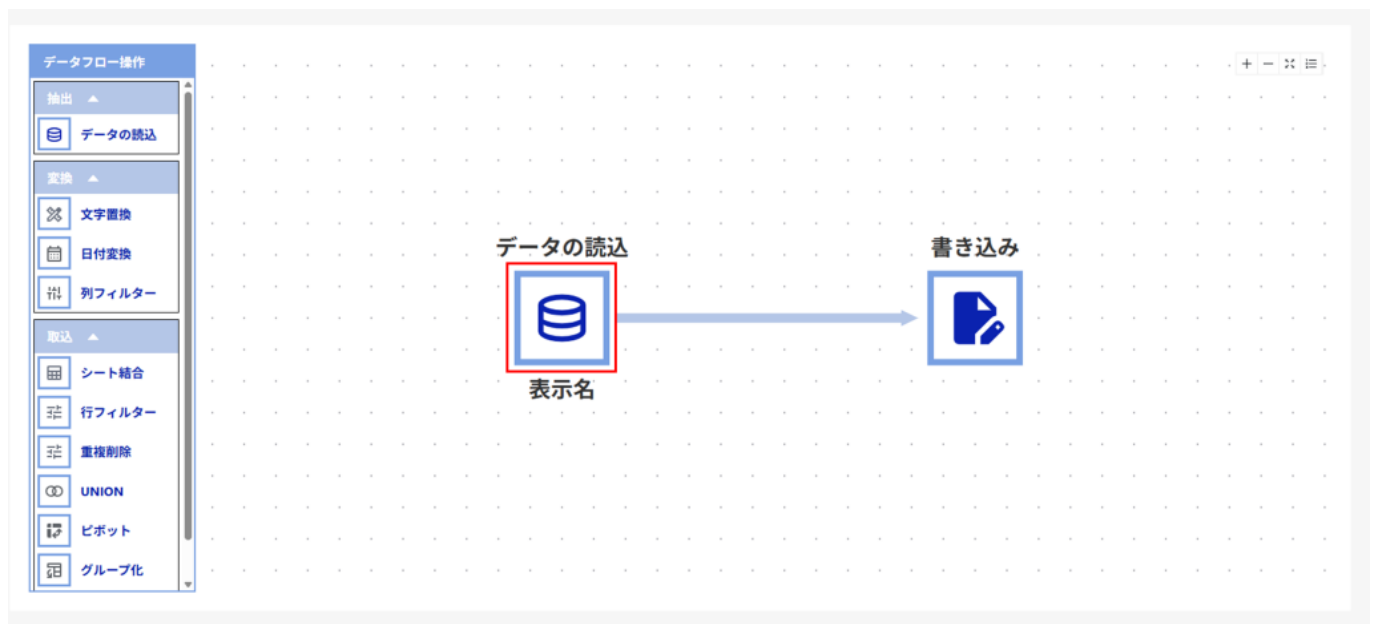 データフロー操作
抽出
データの読込
変換
文字置換
日付変換
列フィルター
取込
シート結合
行フィルター
重複削除
UNION
ピボット
グループ化
データの読込
表示名
書き込み